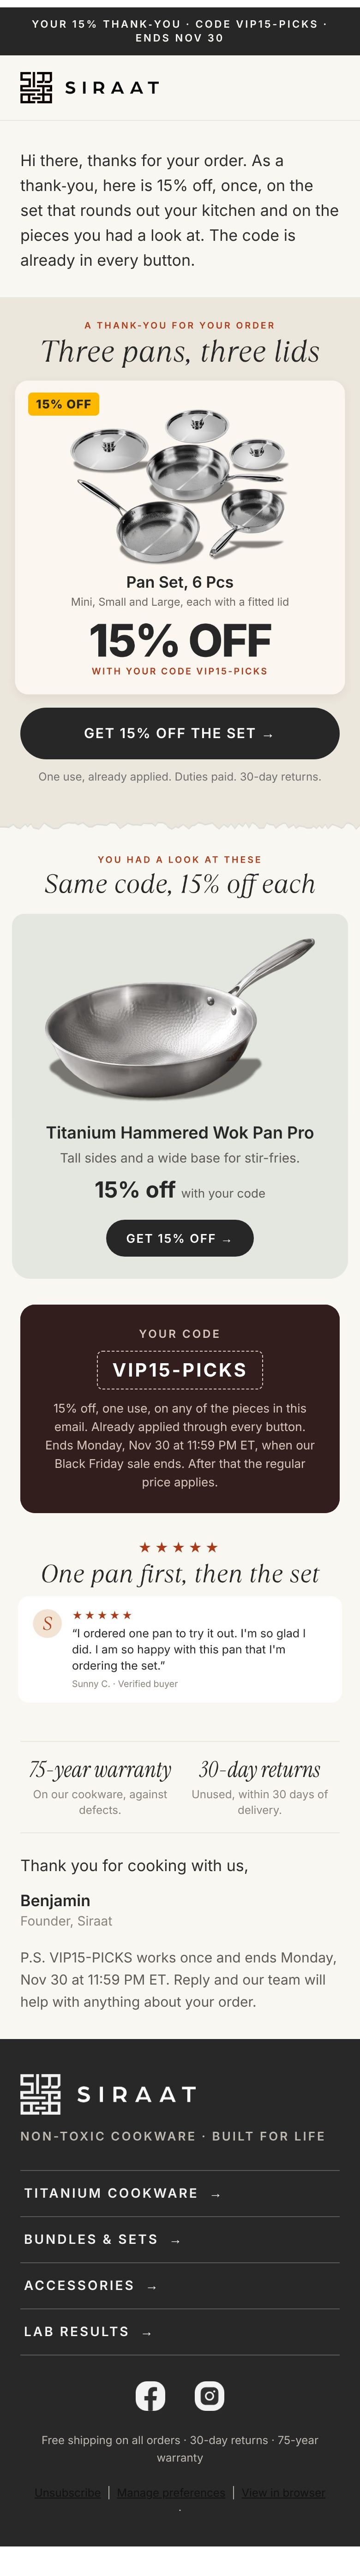 YOUR 15% THANK-YOU · CODE VIP15-PICKS ·
ENDS NOV 30
SIRAAT
Hi there, thanks for your order. As a
thank-you, here is 15% off, once, on the
set that rounds out your kitchen and on the
pieces you had a look at. The code is
already in every button.
A THANK-YOU FOR YOUR ORDER
Three pans, three lids
15% OFF
Pan Set, 6 Pcs
Mini, Small and Large, each with a fitted lid
15% OFF
WITH YOUR CODE VIP15-PICKS
GET 15% OFF THE SET →
One use, already applied. Duties paid. 30-day returns.
YOU HAD A LOOK AT THESE
Same code, 15% off each
Titanium Hammered Wok Pan Pro
Tall sides and a wide base for stir-fries.
15% off with your code
GET 15% OFF →
YOUR CODE
VIP15-PICKS
15% off, one use, on any of the pieces in this
email. Already applied through every button.
Ends Monday, Nov 30 at 11:59 PM ET, when our
Black Friday sale ends. After that the regular
price applies.
★★★★★
One pan first, then the set
S
★★★★★
“I ordered one pan to try it out. I'm so glad I
did. I am so happy with this pan that I'm
ordering the set.”
Sunny C. · Verified buyer
75-year warranty
On our cookware, against
defects.
30-day returns
Unused, within 30 days of
delivery.
Thank you for cooking with us,
Benjamin
Founder, Siraat
P.S. VIP15-PICKS works once and ends Monday,
Nov 30 at 11:59 PM ET. Reply and our team will
help with anything about your order.
SIRAAT
NON-TOXIC COOKWARE · BUILT FOR LIFE
TITANIUM COOKWARE →
BUNDLES & SETS →
ACCESSORIES →
LAB RESULTS →
Free shipping on all orders · 30-day returns · 75-year
warranty
Unsubscribe | Manage preferences | View in browser
·